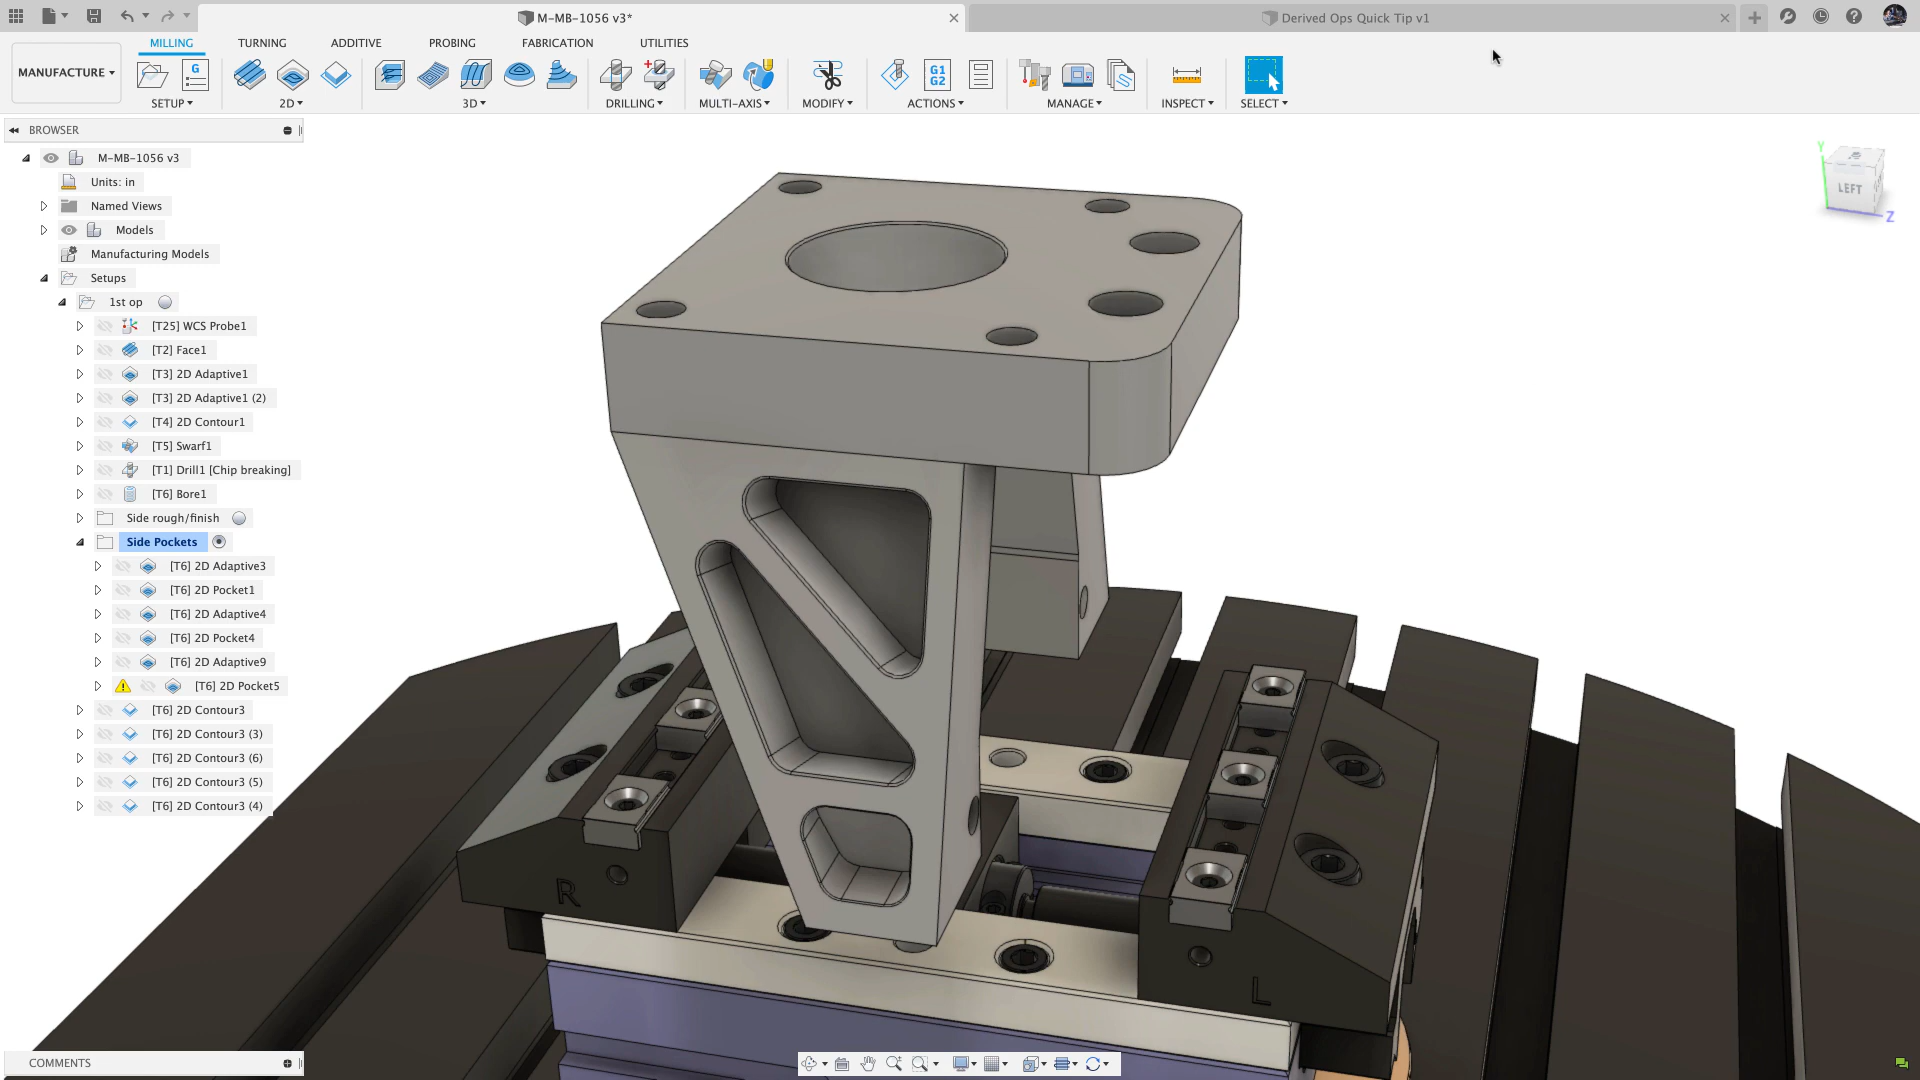 M-MB-1056 v3*
Derived Ops Quick Tip v1
MILLING TURNING ADDITIVE PROBING FABRICATION UTILITIES
MANUFACTURE
G
G1
G2
SETUP 2D 3D DRILLING MULTI-AXIS MODIFY ACTIONS MANAGE INSPECT SELECT
BROWSER
M-MB-1056 v3
Units: in
Named Views
Models
Manufacturing Models
Setups
1st op
[T25] WCS Probe1
[T2] Face1
[T3] 2D Adaptive1
[T3] 2D Adaptive1 (2)
[T4] 2D Contour1
[T5] Swarf1
[T1] Drill1 [Chip breaking]
[T6] Bore1
Side rough/finish
Side Pockets
[T6] 2D Adaptive3
[T6] 2D Pocket1
[T6] 2D Adaptive4
[T6] 2D Pocket4
[T6] 2D Adaptive9
[T6] 2D Pocket5
[T6] 2D Contour3
[T6] 2D Contour3 (3)
[T6] 2D Contour3 (6)
[T6] 2D Contour3 (5)
[T6] 2D Contour3 (4)
Y
LEFT
Z
R
L
COMMENTS